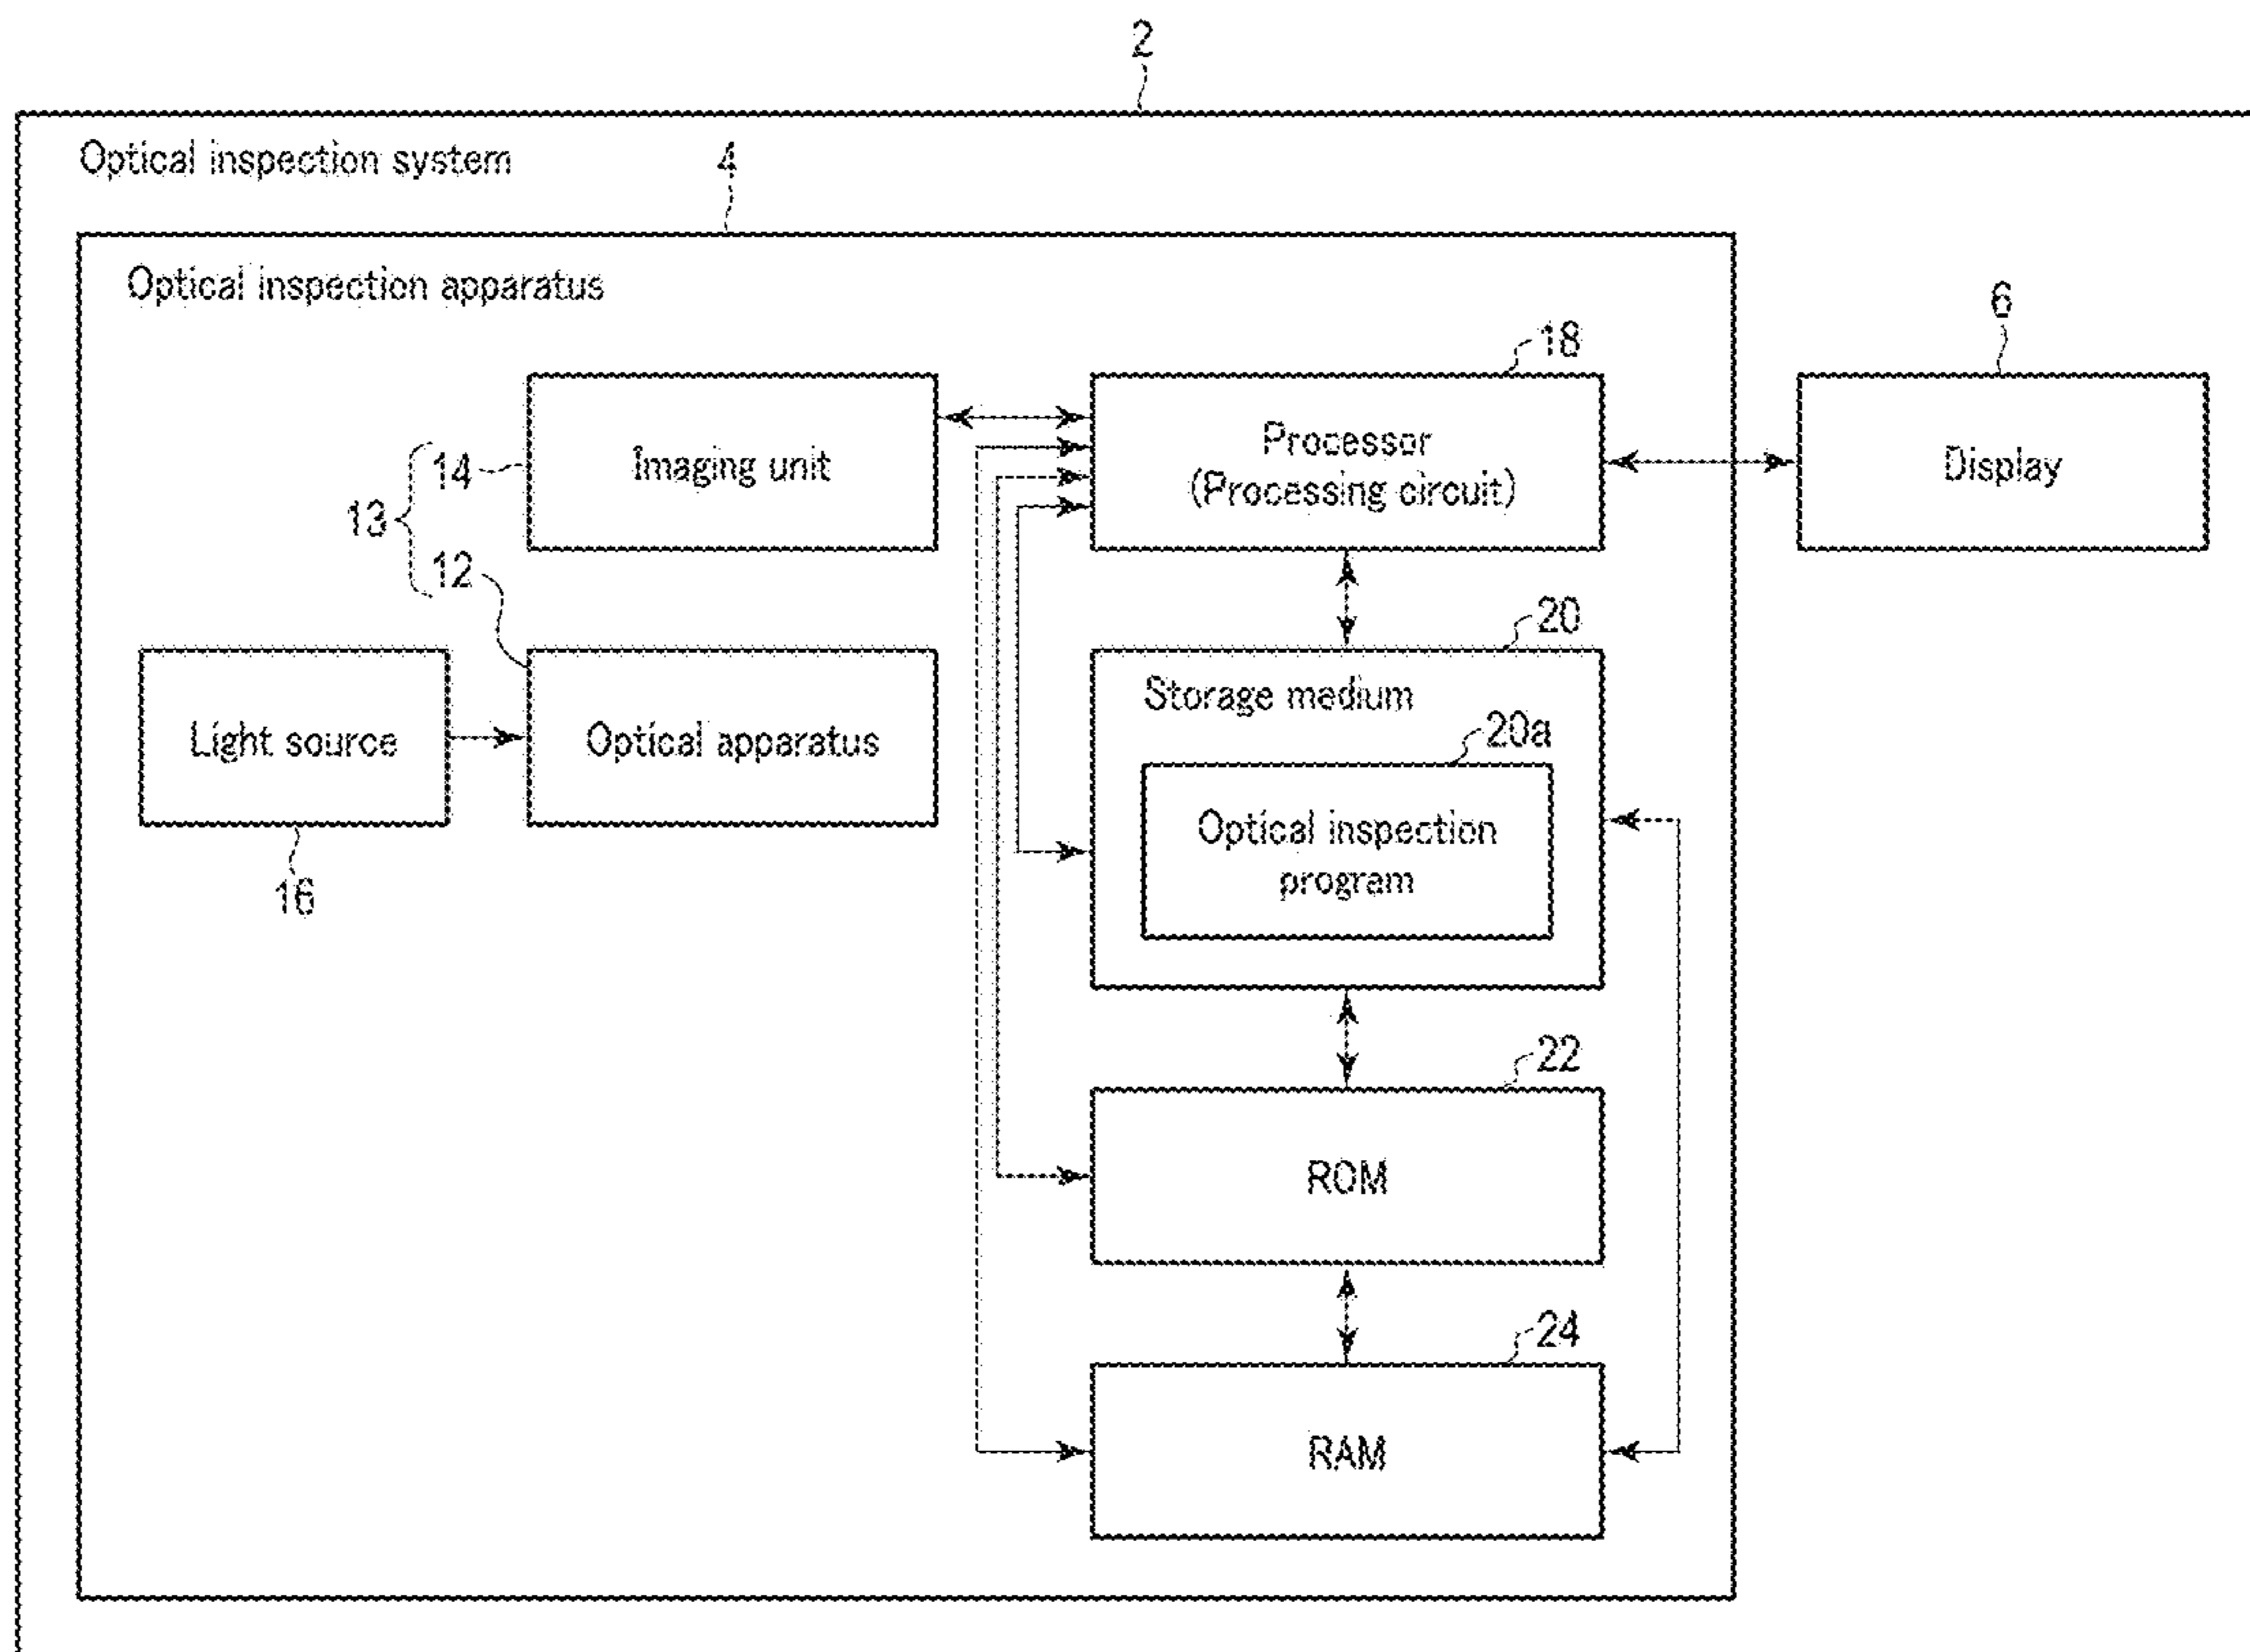 2
Optical inspection system
4
Optical inspection apparatus
6
18
Imaging unit
Processor
(Processing circuit)
Display
14
13
12
20
Storage medium
20a
Light source
Optical apparatus
Optical inspection
program
16
22
ROM
24
RAM